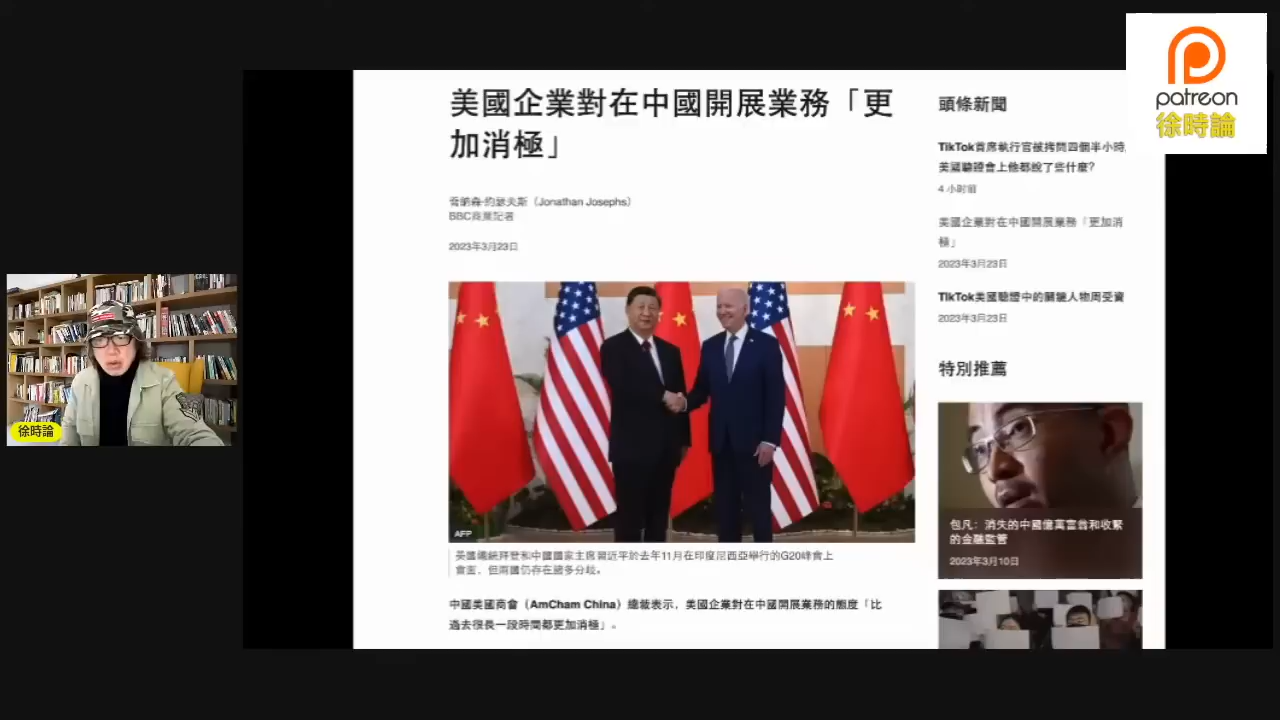 美國企業對在中國開展業務「更
加消極」
喬納森·約瑟夫斯（Jonathan Josephs）
BBC商業記者
2023年3月23日
AFP
美國總統拜登和中國國家主席習近平於去年11月在印度尼西亞舉行的G20峰會上
會面，但兩國仍存在諸多分歧。
中國美國商會（AmCham China）總裁表示，美國企業對在中國開展業務的態度「比
過去很長一段時間都更加消極」。
頭條新聞
TikTok首席執行官被拷問四個半小時
美國聽證會上他都說了些什麼？
4 小時前
美國企業對在中國開展業務「更加消
極」
2023年3月23日
TikTok美國聽證中的關鍵人物周受資
2023年3月23日
特別推薦
包凡：消失的中國億萬富翁和收緊
的金融監管
2023年3月10日
patreon
徐時論
徐時論